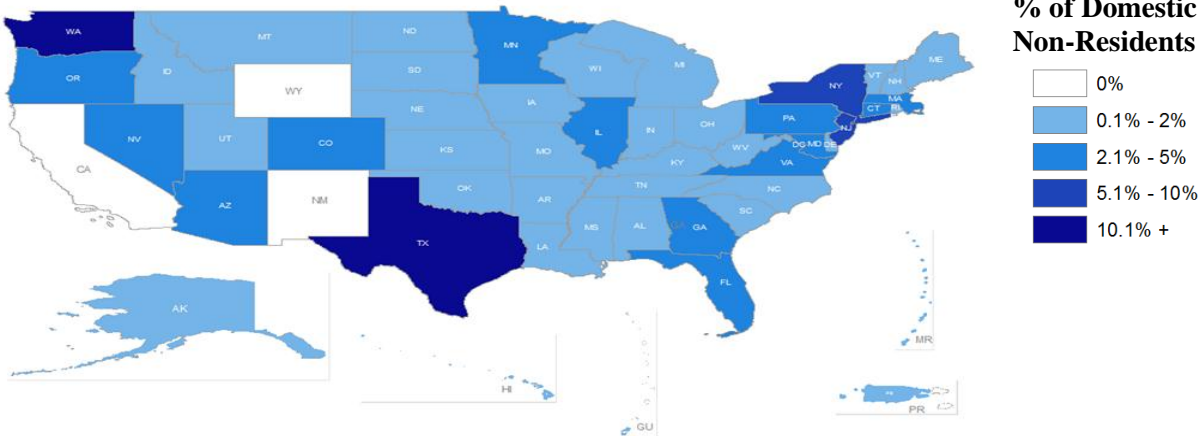 % of Domestic
Non-Residents
0%
0.1% - 2%
2.1% - 5%
5.1% - 10%
10.1% +
WA
MT
ND
MN
OR
ID
SD
WI
MI
VT
NH
ME
WY
NY
MA
CT
RI
NE
IA
PA
NJ
NV
UT
CO
IL
IN
OH
DC
MD
DE
WV
VA
CA
KS
MO
KY
AZ
NM
OK
AR
TN
NC
SC
TX
LA
MS
AL
GA
GA
FL
AK
HI
GU
MR
PR